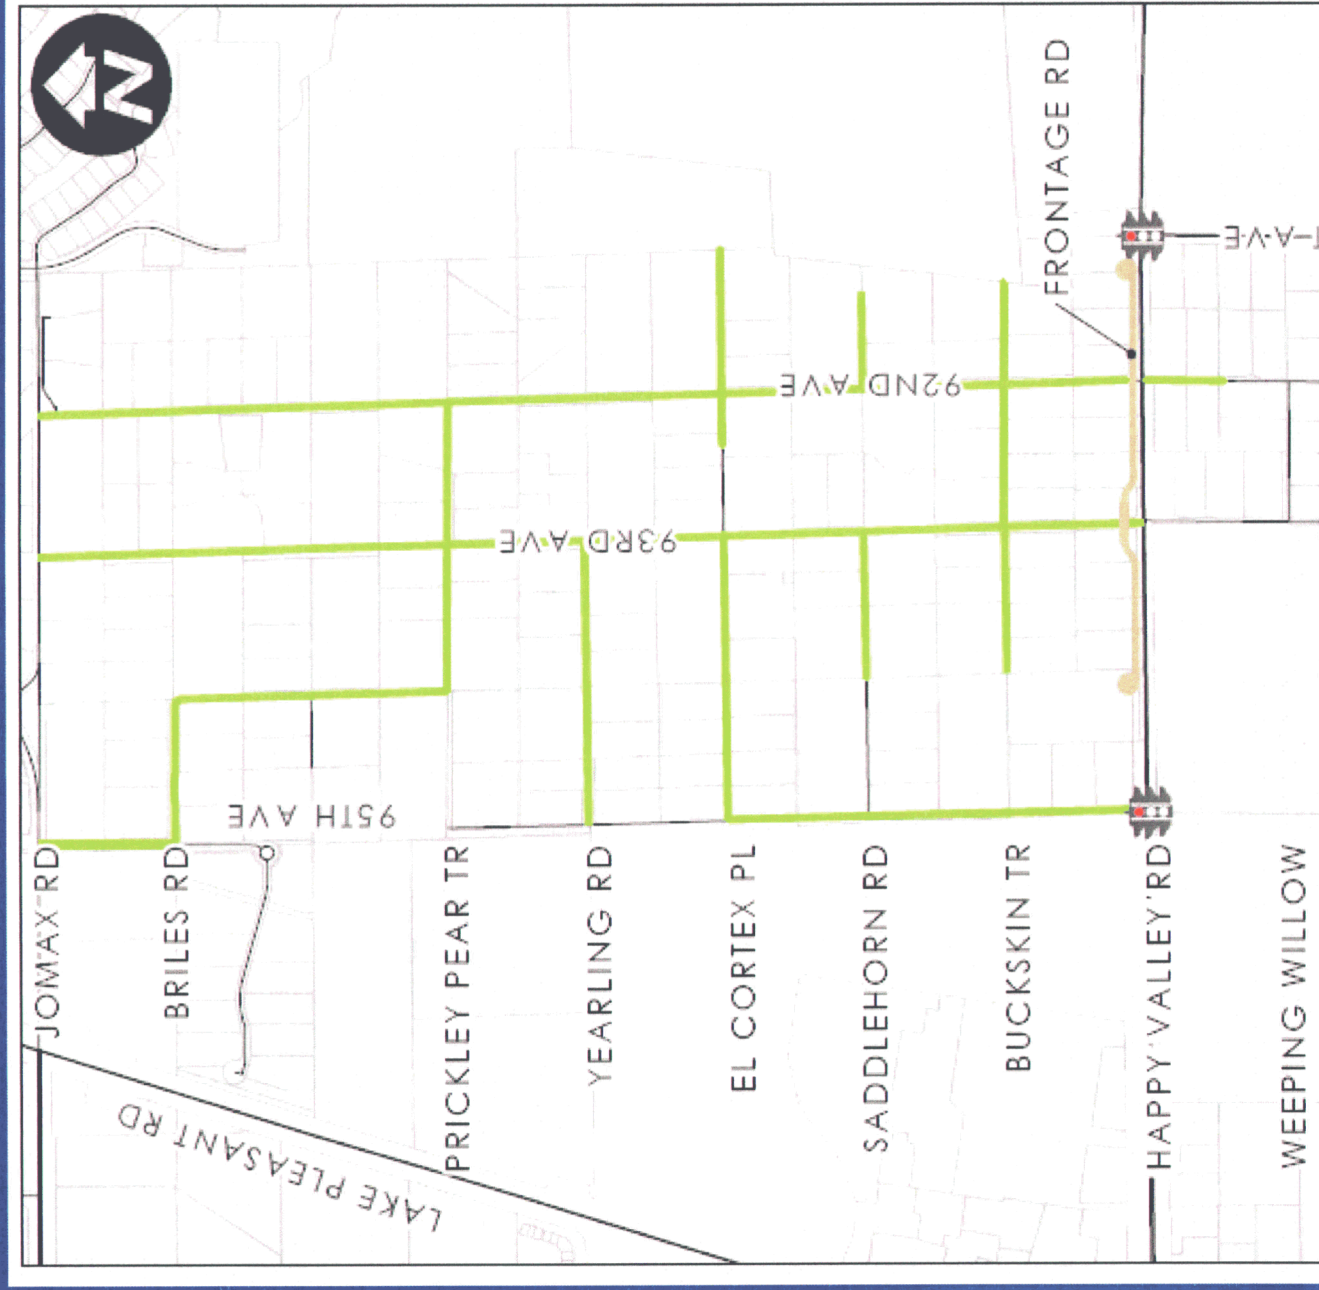 N
FRONTAGE RD
92ND AVE
93RD AVE
95TH AVE
JOMAX RD
BRILES RD
PRICKLEY PEAR TR
YEARLING RD
EL CORTEX PL
SADDLEHORN RD
BUCKSKIN TR
HAPPY VALLEY RD
WEEPING WILLOW
LAKE PLEASANT RD
AVE